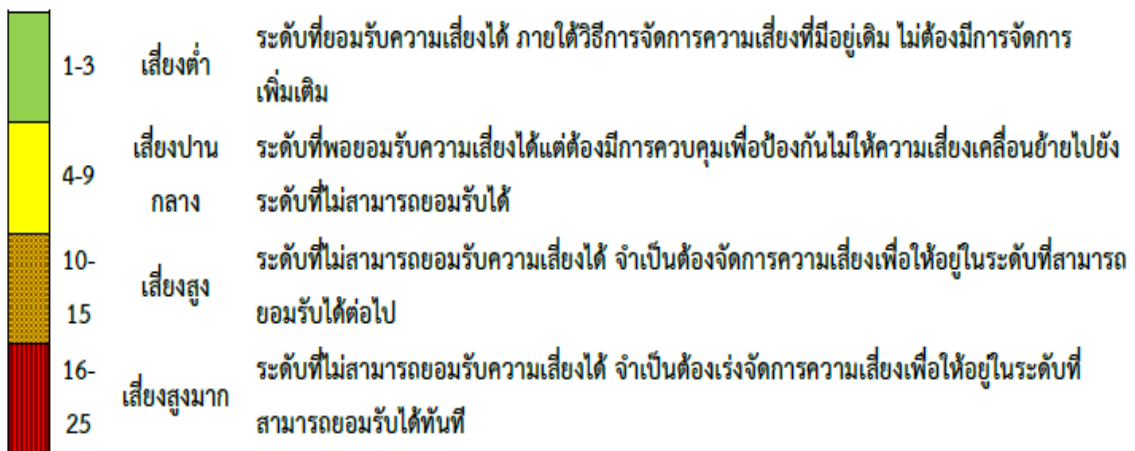 1-3 เสี่ยงต่ำ ระดับที่ยอมรับความเสี่ยงได้ ภายใต้วิธีการจัดการความเสี่ยงที่มีอยู่เดิม ไม่ต้องมีการจัดการ
เพิ่มเติม
4-9 เสี่ยงปาน
กลาง
ระดับที่พอยอมรับความเสี่ยงได้แต่ต้องมีการควบคุมเพื่อป้องกันไม่ให้ความเสี่ยงเคลื่อนย้ายไปยัง
ระดับที่ไม่สามารถยอมรับได้
10-
15
เสี่ยงสูง
ระดับที่ไม่สามารถยอมรับความเสี่ยงได้ จำเป็นต้องจัดการความเสี่ยงเพื่อให้อยู่ในระดับที่สามารถ
ยอมรับได้ต่อไป
16-
25
เสี่ยงสูงมาก
ระดับที่ไม่สามารถยอมรับความเสี่ยงได้ จำเป็นต้องเร่งจัดการความเสี่ยงเพื่อให้อยู่ในระดับที่
สามารถยอมรับได้ทันที